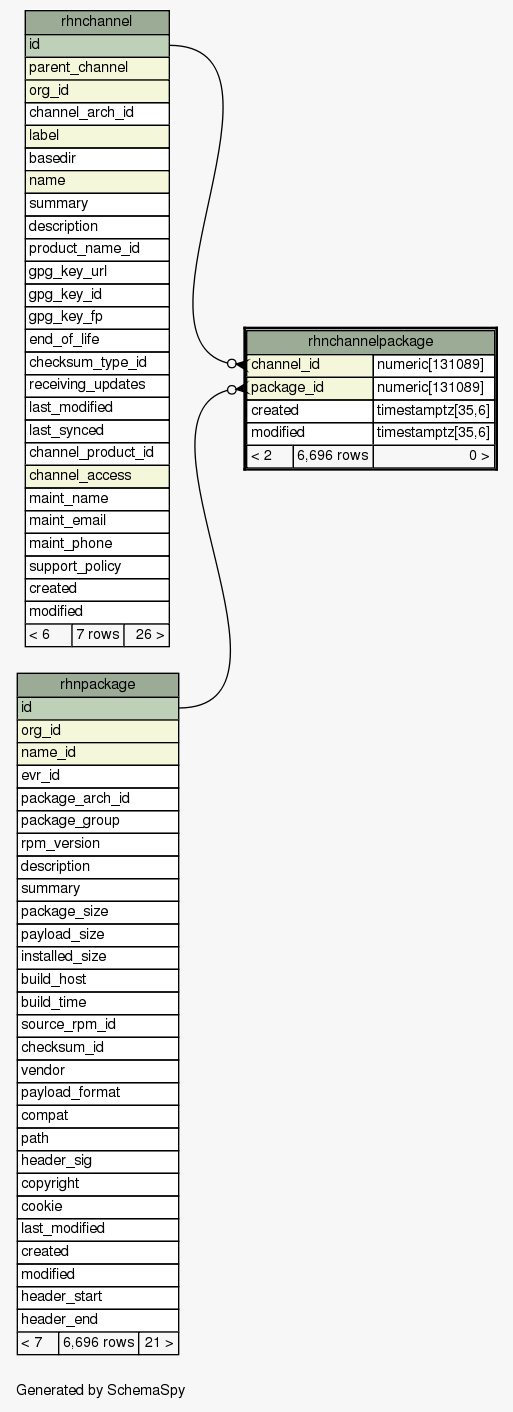 rhnchannel
id
parent_channel
org_id
channel_arch_id
label
basedir
name
summary
description
product_name_id
gpg_key_url
gpg_key_id
gpg_key_fp
end_of_life
checksum_type_id
receiving_updates
last_modified
last_synced
channel_product_id
channel_access
maint_name
maint_email
maint_phone
support_policy
created
modified
< 6 7 rows 26 >
rhnchannelpackage
channel_id numeric[131089]
package_id numeric[131089]
created timestamptz[35,6]
modified timestamptz[35,6]
< 2 6,696 rows 0 >
rhnpackage
id
org_id
name_id
evr_id
package_arch_id
package_group
rpm_version
description
summary
package_size
payload_size
installed_size
build_host
build_time
source_rpm_id
checksum_id
vendor
payload_format
compat
path
header_sig
copyright
cookie
last_modified
created
modified
header_start
header_end
< 7 6,696 rows 21 >
Generated by SchemaSpy